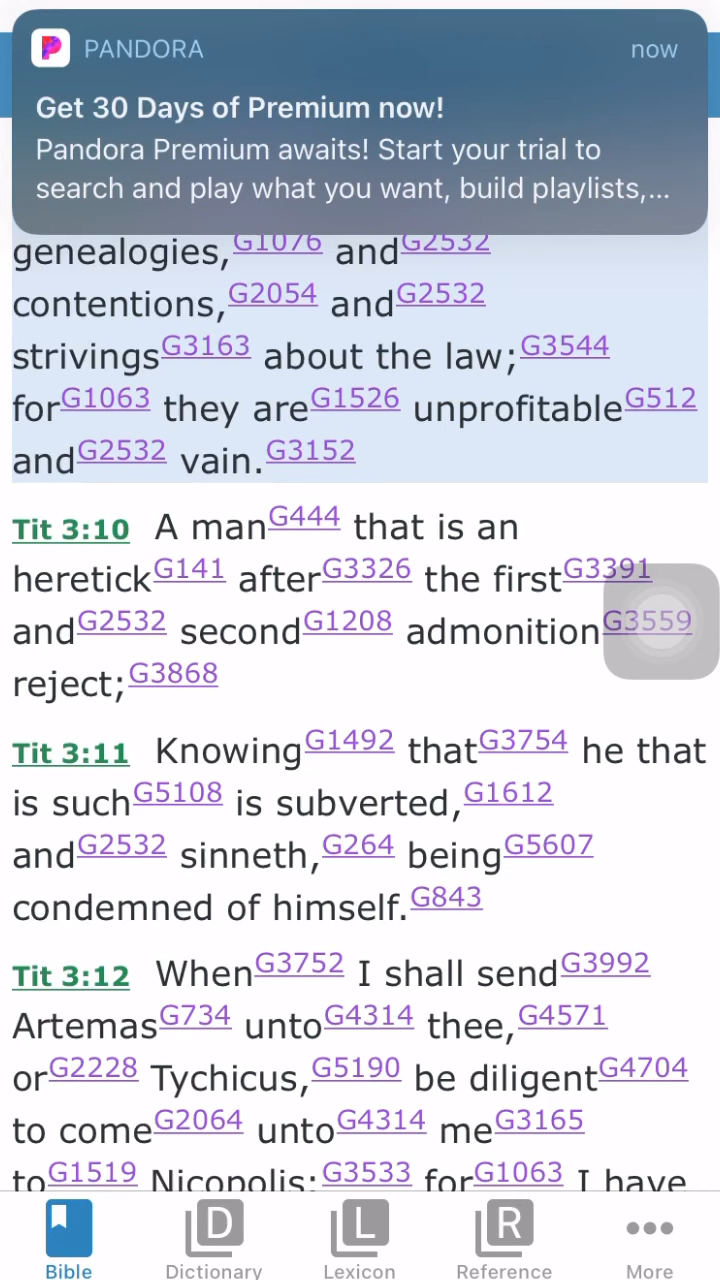 PANDORA now
Get 30 Days of Premium now!
Pandora Premium awaits! Start your trial to
search and play what you want, build playlists,...
genealogies,G1076 andG2532
contentions,G2054 andG2532
strivingsG3163 about the law;G3544
forG1063 they areG1526 unprofitableG512
andG2532 vain.G3152
Tit 3:10 A manG444 that is an
heretickG141 afterG3326 the firstG3391
andG2532 secondG1208 admonitionG3559
reject;G3868
Tit 3:11 KnowingG1492 thatG3754 he that
is suchG5108 is subverted,G1612
andG2532 sinneth,G264 beingG5607
condemned of himself.G843
Tit 3:12 WhenG3752 I shall sendG3992
ArtemasG734 untoG4314 thee,G4571
orG2228 Tychicus,G5190 be diligentG4704
to comeG2064 untoG4314 meG3165
toG1519 Nicopolis:G3533 forG1063 I have
D L R
Bible Dictionary Lexicon Reference More